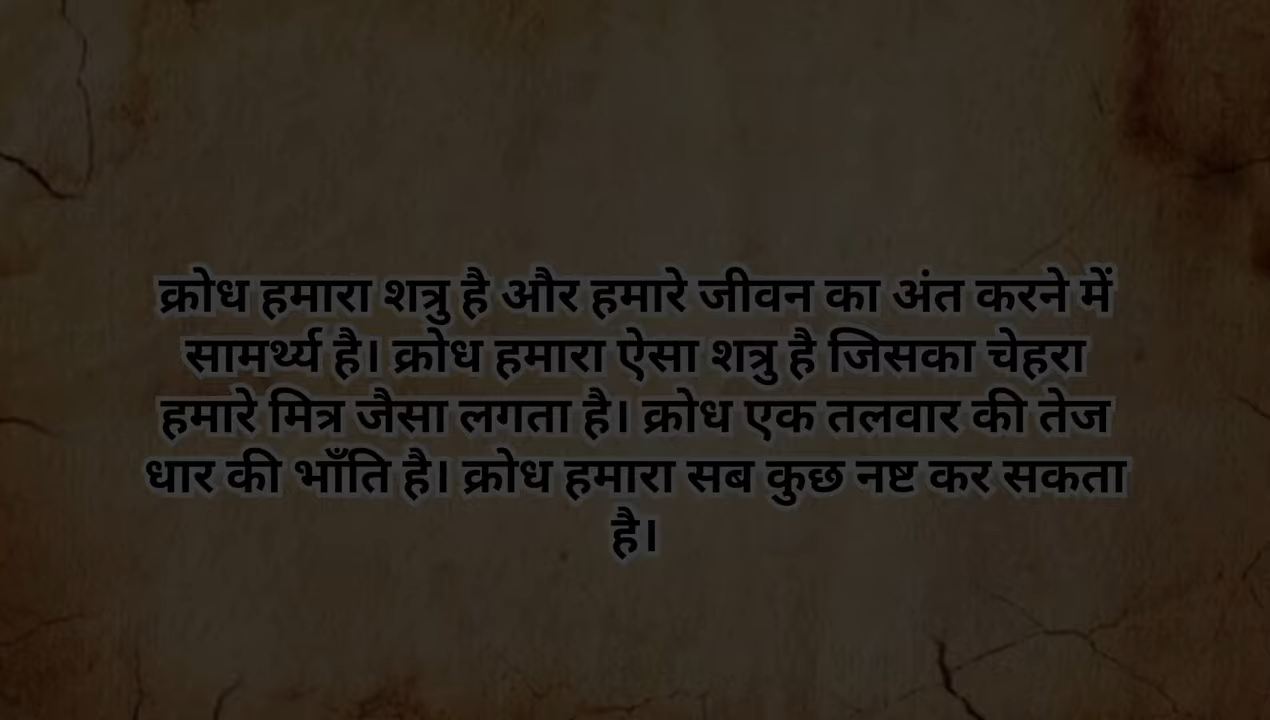 क्रोध हमारा शत्रु है और हमारे जीवन का अंत करने में
सामर्थ्य है। क्रोध हमारा ऐसा शत्रु है जिसका चेहरा
हमारे मित्र जैसा लगता है। क्रोध एक तलवार की तेज
धार की भाँति है। क्रोध हमारा सब कुछ नष्ट कर सकता
है।